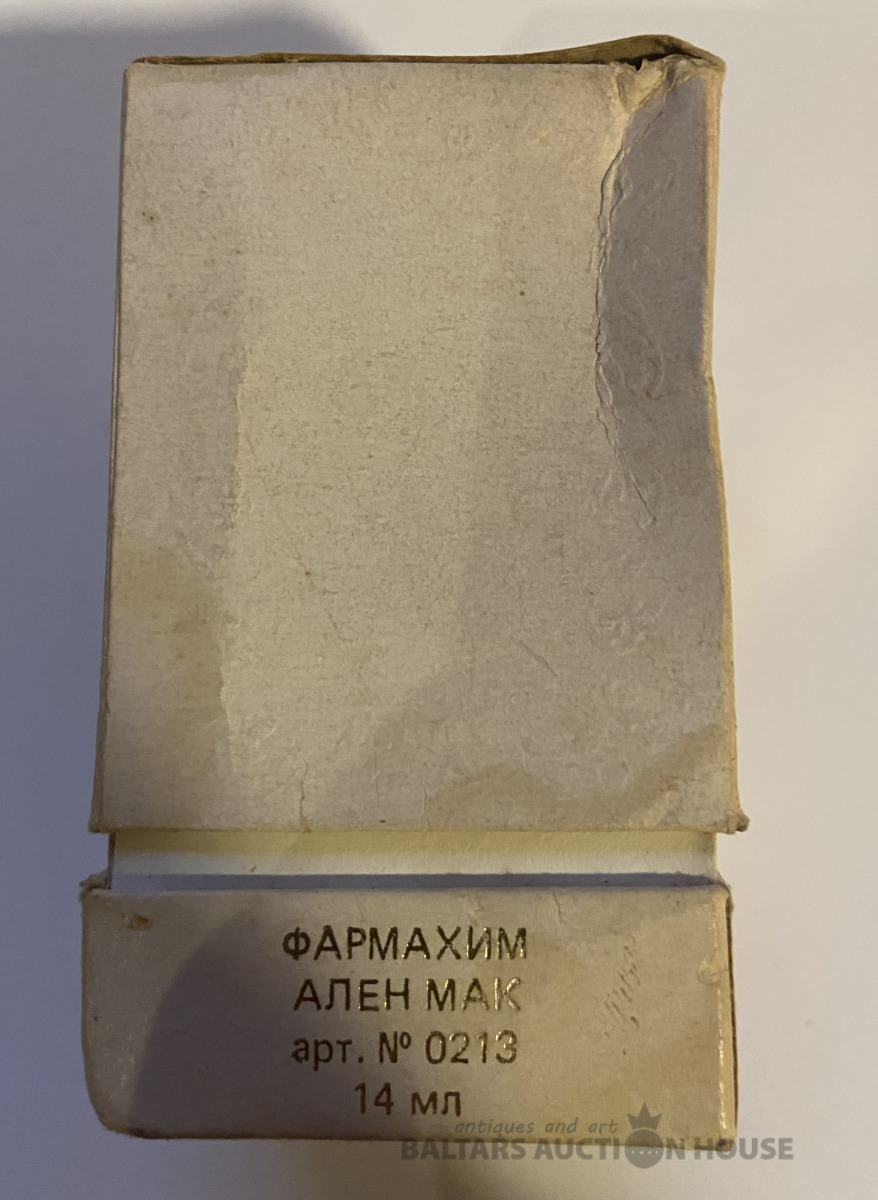 ФАРМАХИМ
АЛЕН МАК
арт. № 0213
14 мл
antiques and art
BALTARS AUCTION HOUSE